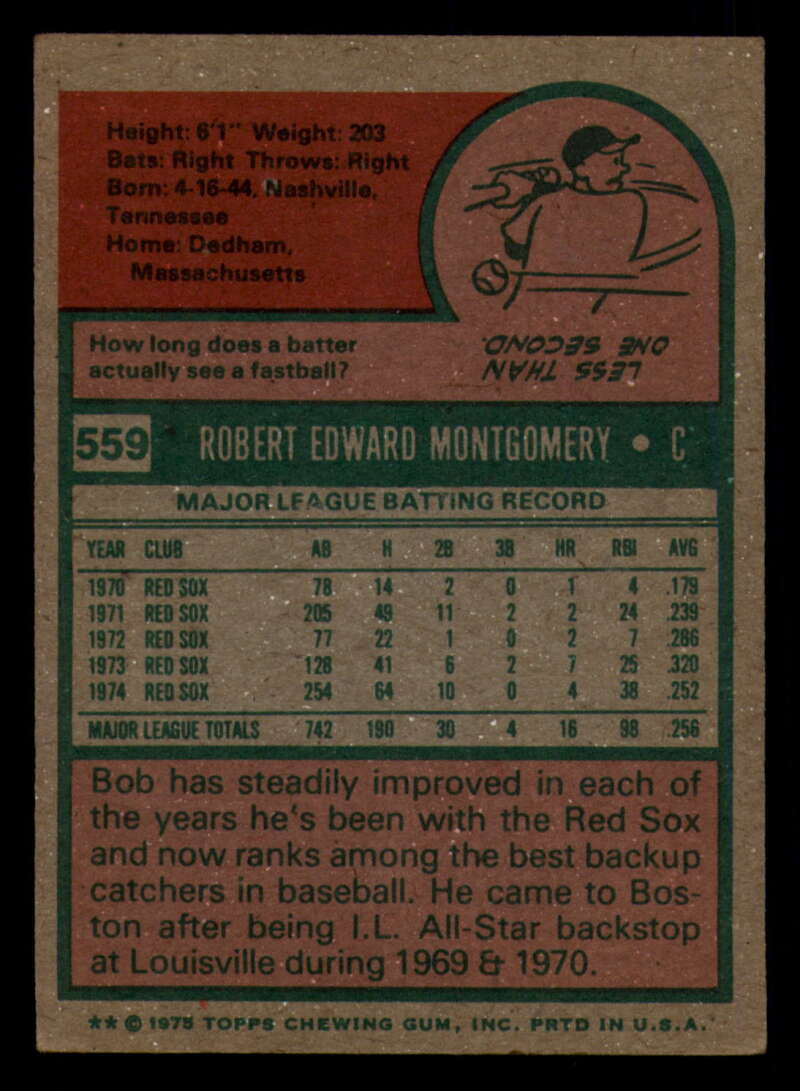 Height: 6'1" Weight: 203
Bats: Right Throws: Right
Born: 4-16-44, Nashville,
Tennessee
Home: Dedham,
Massachusetts
How long does a batter
actually see a fastball?
LESS THAN
ONE SECOND.
559 ROBERT EDWARD MONTGOMERY • C
MAJOR LEAGUE BATTING RECORD
YEAR CLUB AB H 2B 3B HR RBI AVG
1970 RED SOX 78 14 2 0 1 4 .179
1971 RED SOX 205 49 11 2 2 24 .239
1972 RED SOX 77 22 1 0 2 7 .286
1973 RED SOX 128 41 6 2 7 25 .320
1974 RED SOX 254 64 10 0 4 38 .252
MAJOR LEAGUE TOTALS 742 190 30 4 16 98 .256
Bob has steadily improved in each of
the years he's been with the Red Sox
and now ranks among the best backup
catchers in baseball. He came to Bos-
ton after being I.L. All-Star backstop
at Louisville during 1969 & 1970.
** © 1975 TOPPS CHEWING GUM, INC. PRTD IN U.S.A.